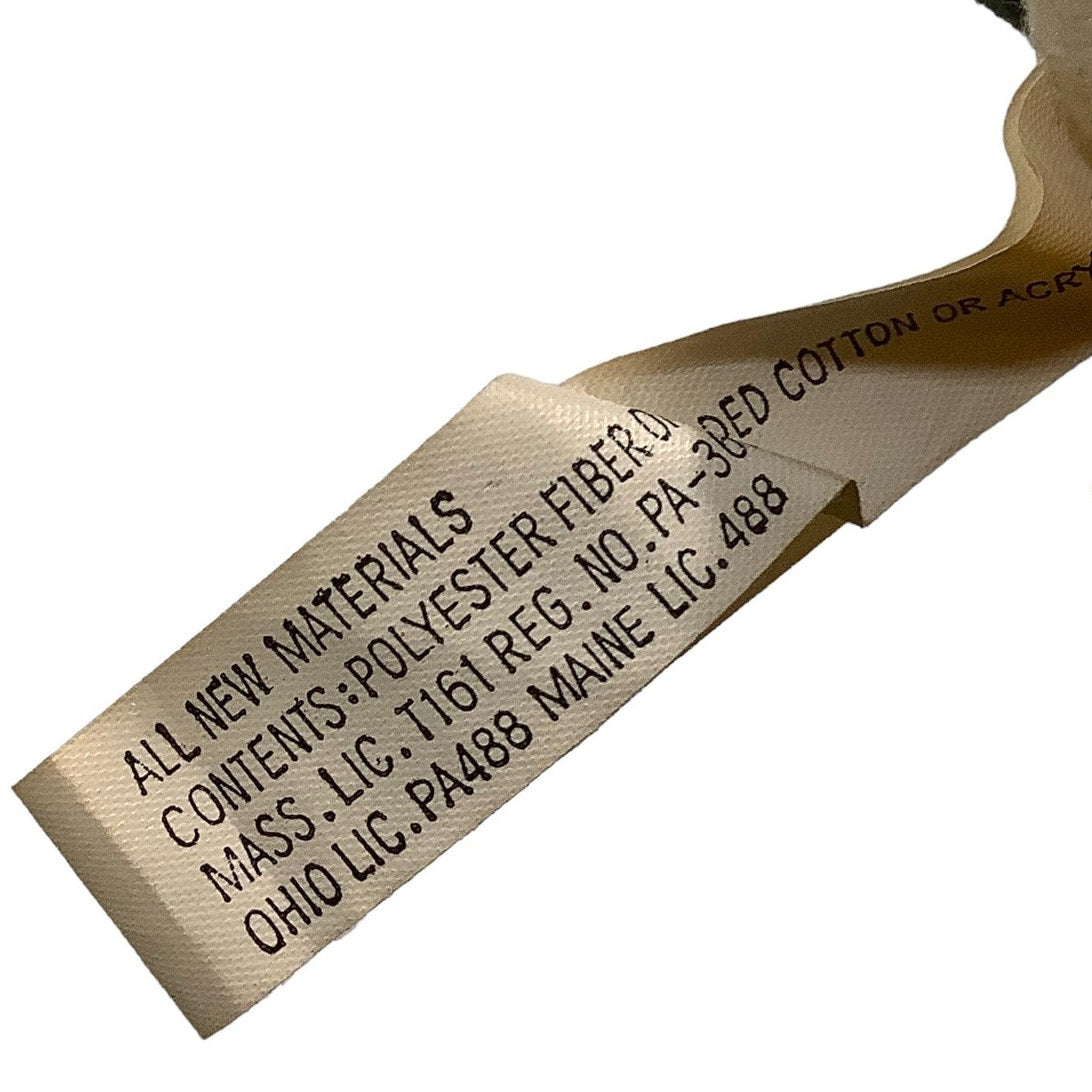 ALL NEW MATERIALS
CONTENTS:POLYESTER FIBER
MASS. LIC. T161 REG. NO. PA-
OHIO LIC.PA488 MAINE LIC. 488
COTTON OR